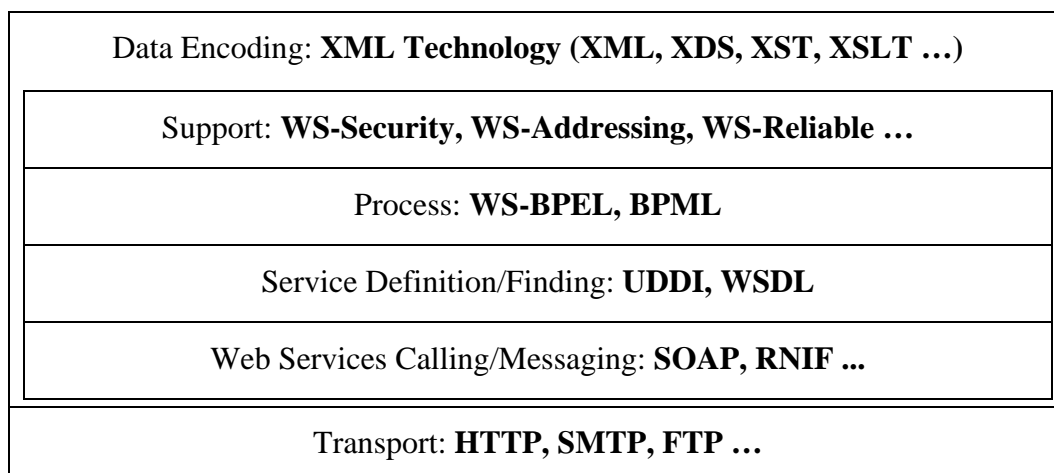 Data Encoding: XML Technology (XML, XDS, XST, XSLT …)
Support: WS-Security, WS-Addressing, WS-Reliable …
Process: WS-BPEL, BPML
Service Definition/Finding: UDDI, WSDL
Web Services Calling/Messaging: SOAP, RNIF ...
Transport: HTTP, SMTP, FTP …